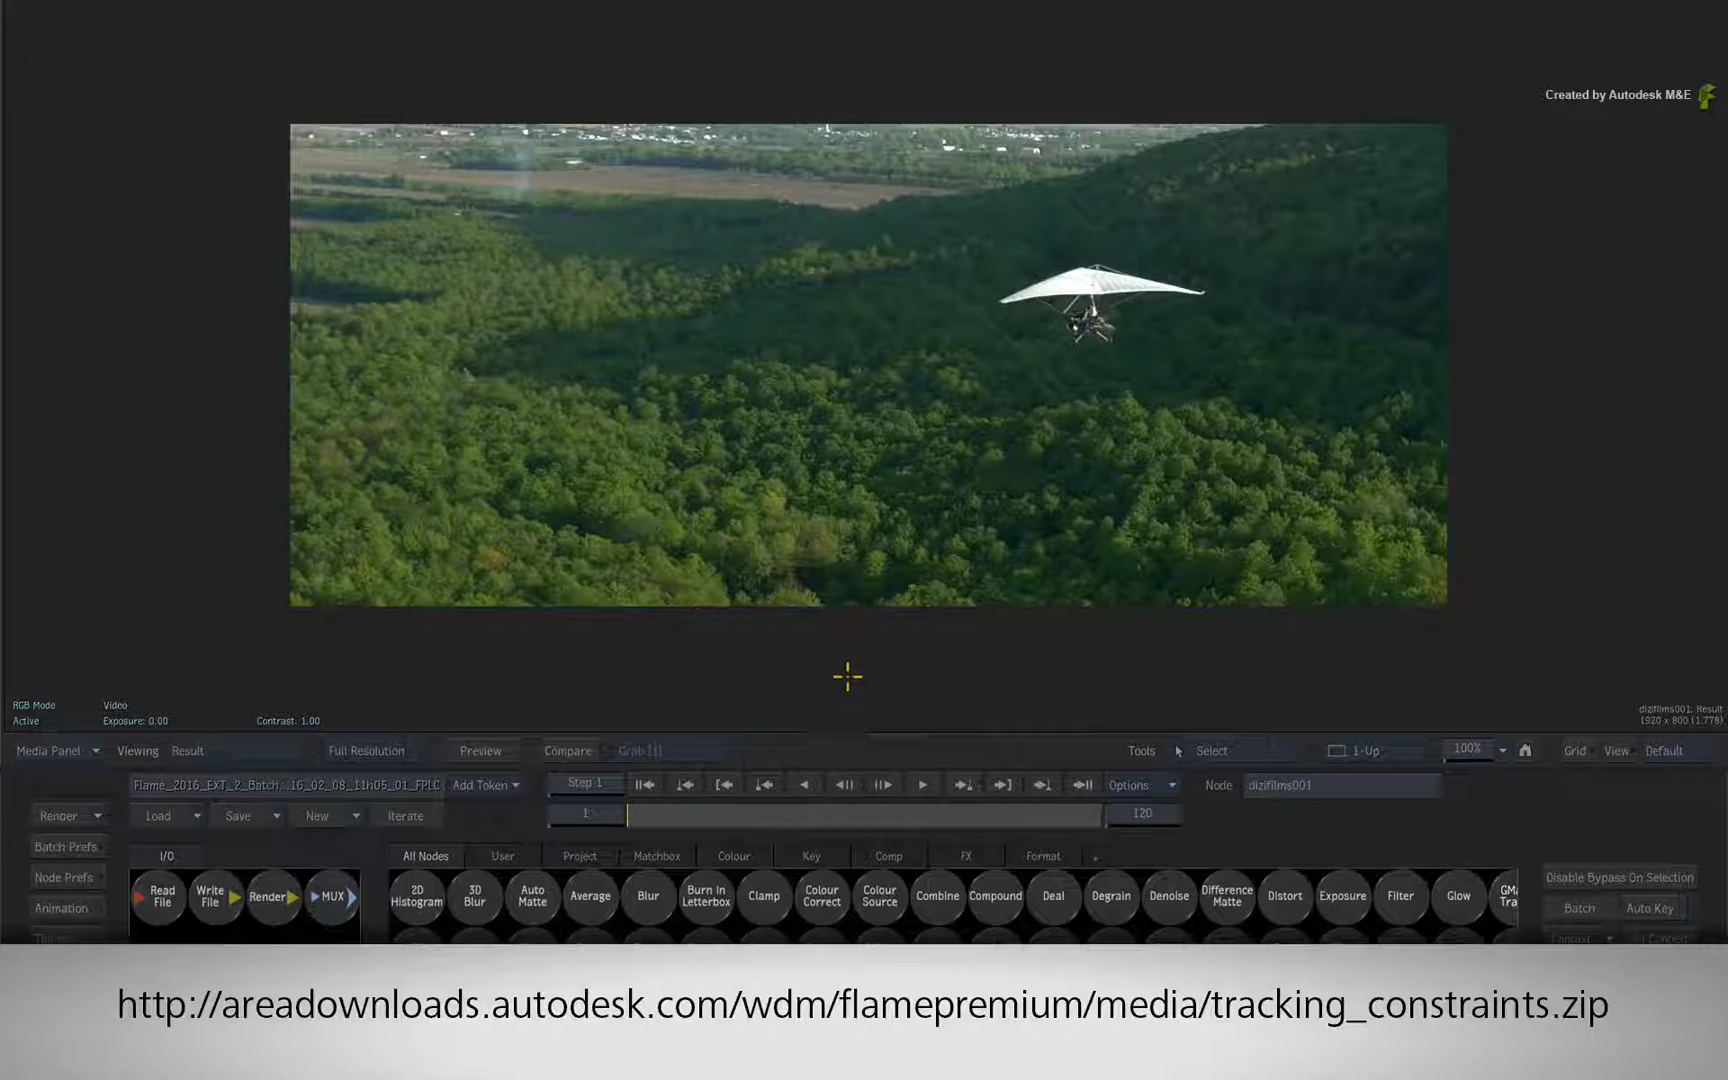 Created by Autodesk M&E
RGB Mode
Active
Video
Exposure: 0.00
Contrast: 1.00
dizifilms001: Result
1920 x 800 (1.778)
Media Panel Viewing Result Full Resolution Preview Compare Grab [1] Tools Select 1-Up 100% Grid View Default
Flame_2016_EXT_2_Batch...16_02_08_11h05_01_FPLC Add Token Step 1 Options Node dizifilms001
Render Load Save New Iterate 1 120
Batch Prefs
I/O All Nodes User Project Matchbox Colour Key Comp FX Format
Node Prefs Disable Bypass On Selection
Read File Write File Render MUX 2D Histogram 3D Blur Auto Matte Average Blur Burn In Letterbox Clamp Colour Correct Colour Source Combine Compound Deal Degrain Denoise Difference Matte Distort Exposure Filter Glow
Animation Batch Auto Key
Context
http://areadownloads.autodesk.com/wdm/flamepremium/media/tracking_constraints.zip